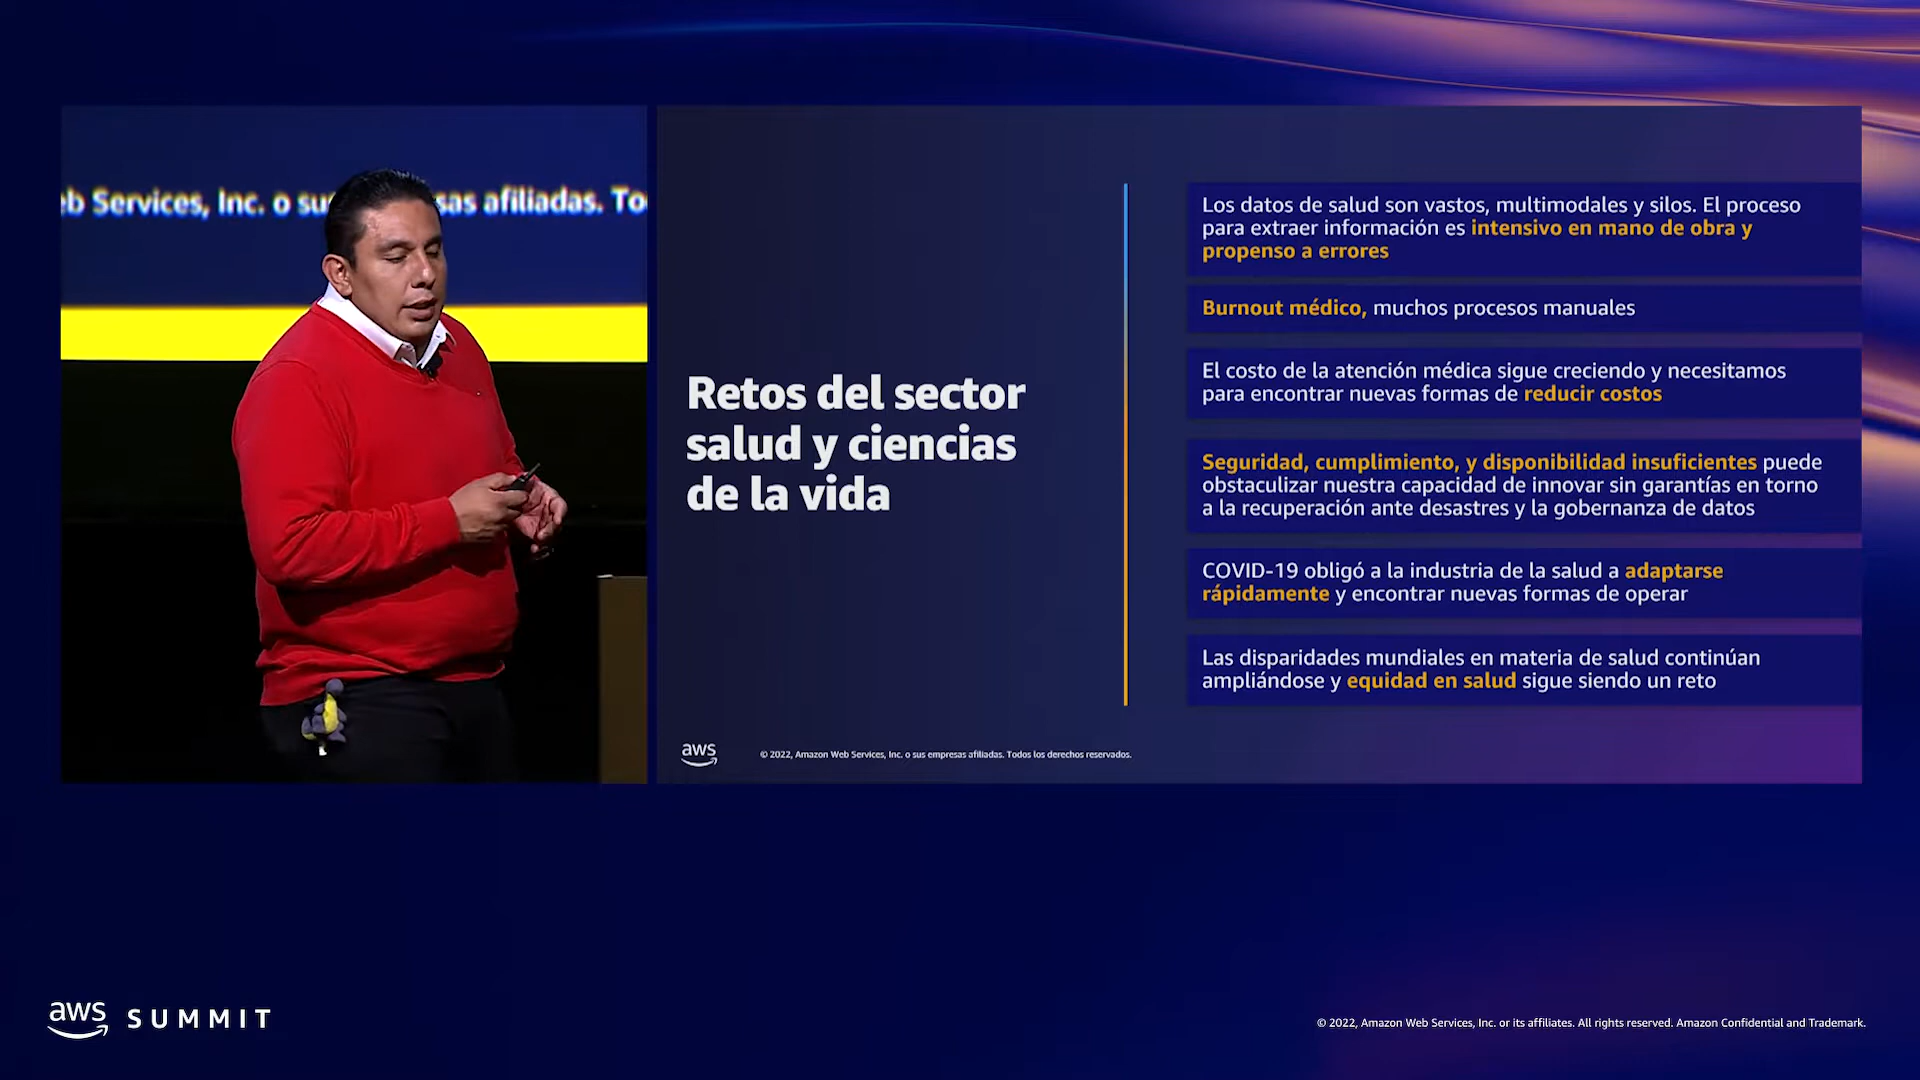 eb Services, Inc. o su sas afiliadas. To
Retos del sector
salud y ciencias
de la vida
Los datos de salud son vastos, multimodales y silos. El proceso
para extraer información es intensivo en mano de obra y
propenso a errores
Burnout médico, muchos procesos manuales
El costo de la atención médica sigue creciendo y necesitamos
para encontrar nuevas formas de reducir costos
Seguridad, cumplimiento, y disponibilidad insuficientes puede
obstaculizar nuestra capacidad de innovar sin garantías en torno
a la recuperación ante desastres y la gobernanza de datos
COVID-19 obligó a la industria de la salud a adaptarse
rápidamente y encontrar nuevas formas de operar
Las disparidades mundiales en materia de salud continúan
ampliándose y equidad en salud sigue siendo un reto
aws
© 2022, Amazon Web Services, Inc. o sus empresas afiliadas. Todos los derechos reservados.
aws SUMMIT
© 2022, Amazon Web Services, Inc. or its affiliates. All rights reserved. Amazon Confidential and Trademark.